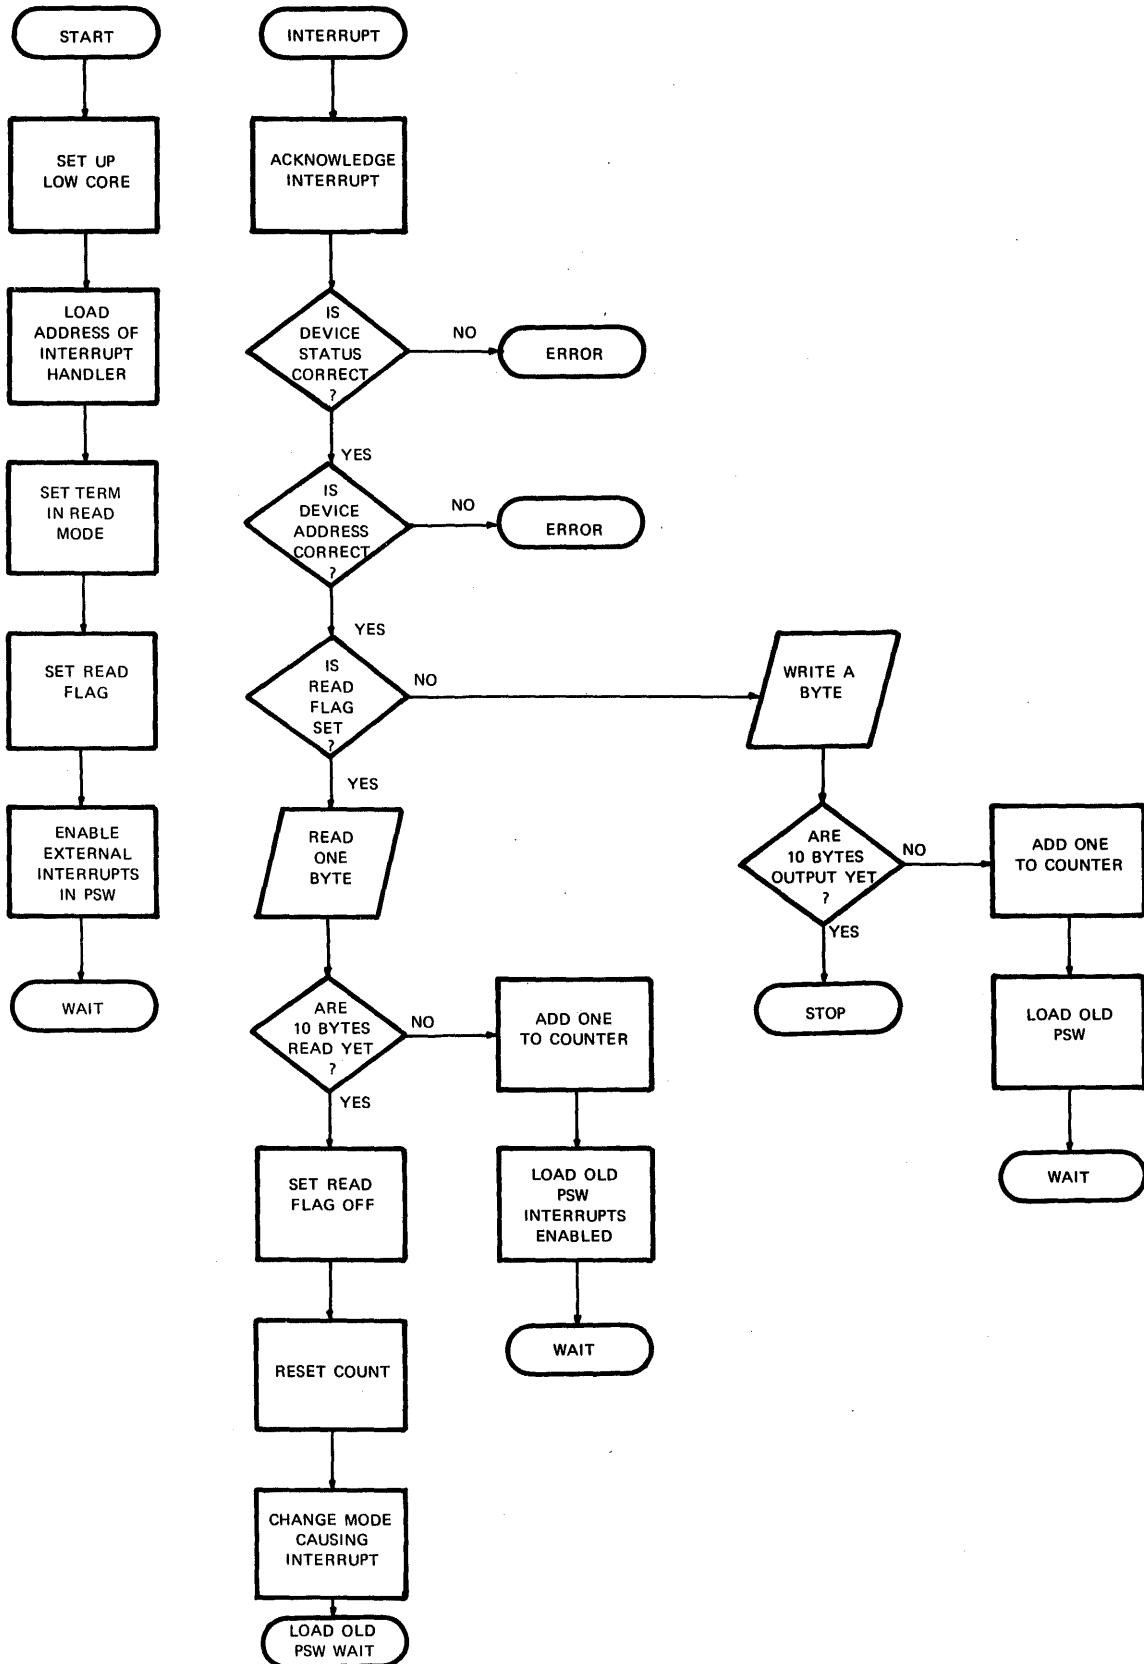 START
SET UP
LOW CORE
LOAD
ADDRESS OF
INTERRUPT
HANDLER
SET TERM
IN READ
MODE
SET READ
FLAG
ENABLE
EXTERNAL
INTERRUPTS
IN PSW
WAIT
INTERRUPT
ACKNOWLEDGE
INTERRUPT
IS
DEVICE
STATUS
CORRECT
?
NO
ERROR
YES
IS
DEVICE
ADDRESS
CORRECT
?
NO
ERROR
YES
IS
READ
FLAG
SET
?
NO
YES
READ
ONE
BYTE
ARE
10 BYTES
READ YET
?
NO
ADD ONE
TO COUNTER
LOAD OLD
PSW
INTERRUPTS
ENABLED
WAIT
YES
SET READ
FLAG OFF
RESET COUNT
CHANGE MODE
CAUSING
INTERRUPT
LOAD OLD
PSW WAIT
WRITE A
BYTE
ARE
10 BYTES
OUTPUT YET
?
NO
YES
STOP
ADD ONE
TO COUNTER
LOAD OLD
PSW
WAIT